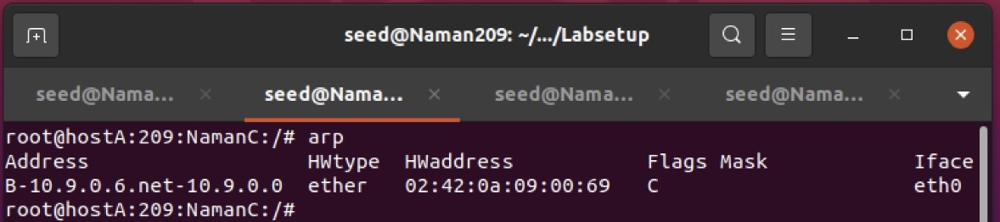 seed@Naman209: ~/.../Labsetup
seed@Nama... seed@Nama... seed@Nama... seed@Nama...
root@hostA:209:NamanC:/# arp
Address HWtype HWaddress Flags Mask Iface
B-10.9.0.6.net-10.9.0.0 ether 02:42:0a:09:00:69 C eth0
root@hostA:209:NamanC:/#